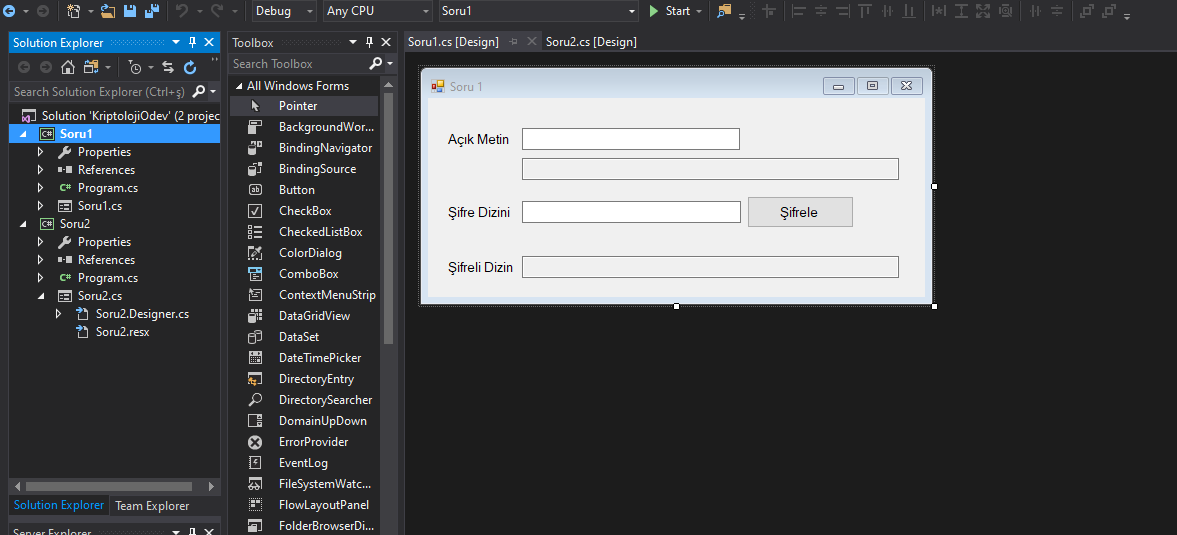 Debug
Any CPU
Soru1
Start
Solution Explorer
Search Solution Explorer (Ctrl+ş)
Solution 'KriptolojiOdev' (2 projec
Soru1
Properties
References
Program.cs
Soru1.cs
Soru2
Properties
References
Program.cs
Soru2.cs
Soru2.Designer.cs
Soru2.resx
Solution Explorer
Team Explorer
Server Explorer
Toolbox
Search Toolbox
All Windows Forms
Pointer
BackgroundWor...
BindingNavigator
BindingSource
Button
CheckBox
CheckedListBox
ColorDialog
ComboBox
ContextMenuStrip
DataGridView
DataSet
DateTimePicker
DirectoryEntry
DirectorySearcher
DomainUpDown
ErrorProvider
EventLog
FileSystemWatc...
FlowLayoutPanel
FolderBrowserDi...
Soru1.cs [Design]
Soru2.cs [Design]
Soru 1
Açık Metin
Şifre Dizini
Şifrele
Şifreli Dizin